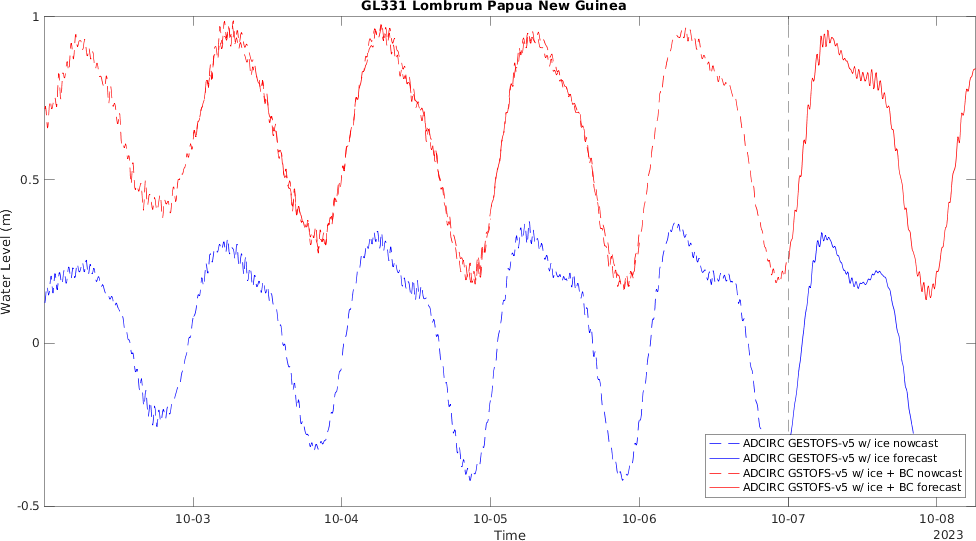 GL331 Lombrum Papua New Guinea
1
0.5
0
-0.5
Water Level (m)
10-03
10-04
10-05
10-06
10-07
10-08
Time
2023
ADCIRC GESTOFS-v5 w/ ice nowcast
ADCIRC GESTOFS-v5 w/ ice forecast
ADCIRC GSTOFS-v5 w/ ice + BC nowcast
ADCIRC GSTOFS-v5 w/ ice + BC forecast